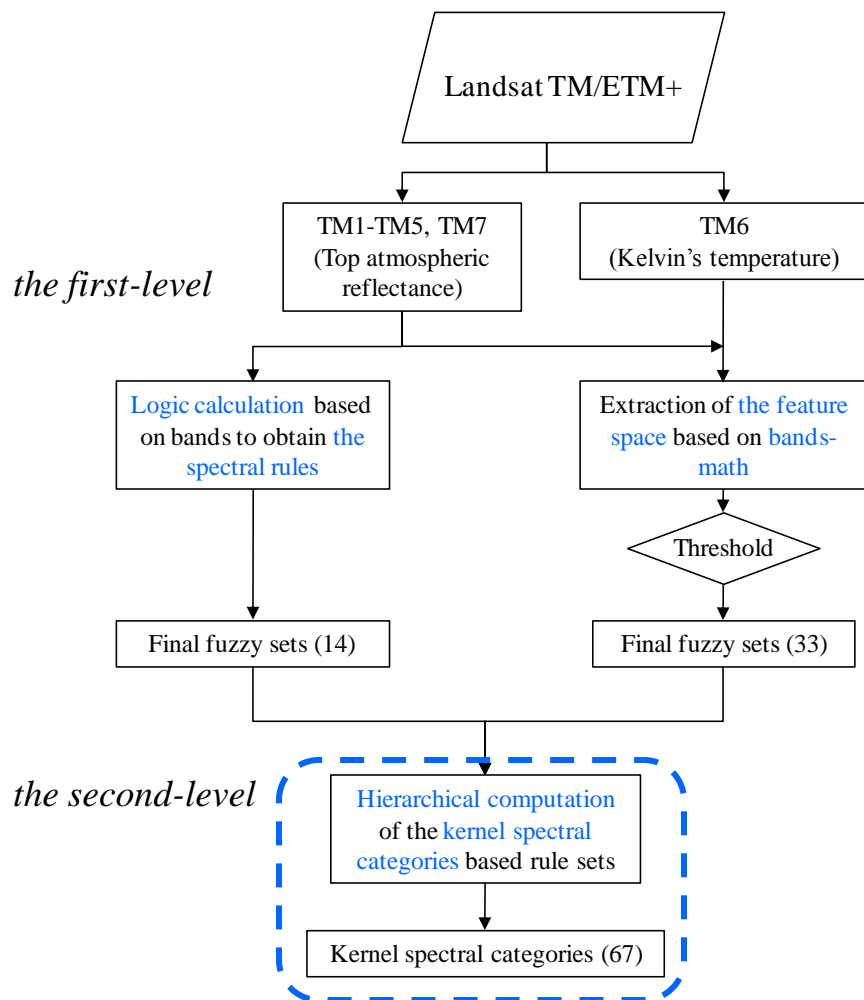 Landsat TM/ETM+
TM1-TM5, TM7
(Top atmospheric
reflectance)
TM6
(Kelvin's temperature)
the first-level
Logic calculation based
on bands to obtain the
spectral rules
Extraction of the feature
space based on bands-
math
Threshold
Final fuzzy sets (14)
Final fuzzy sets (33)
the second-level
Hierarchical computation
of the kernel spectral
categories based rule sets
Kernel spectral categories (67)